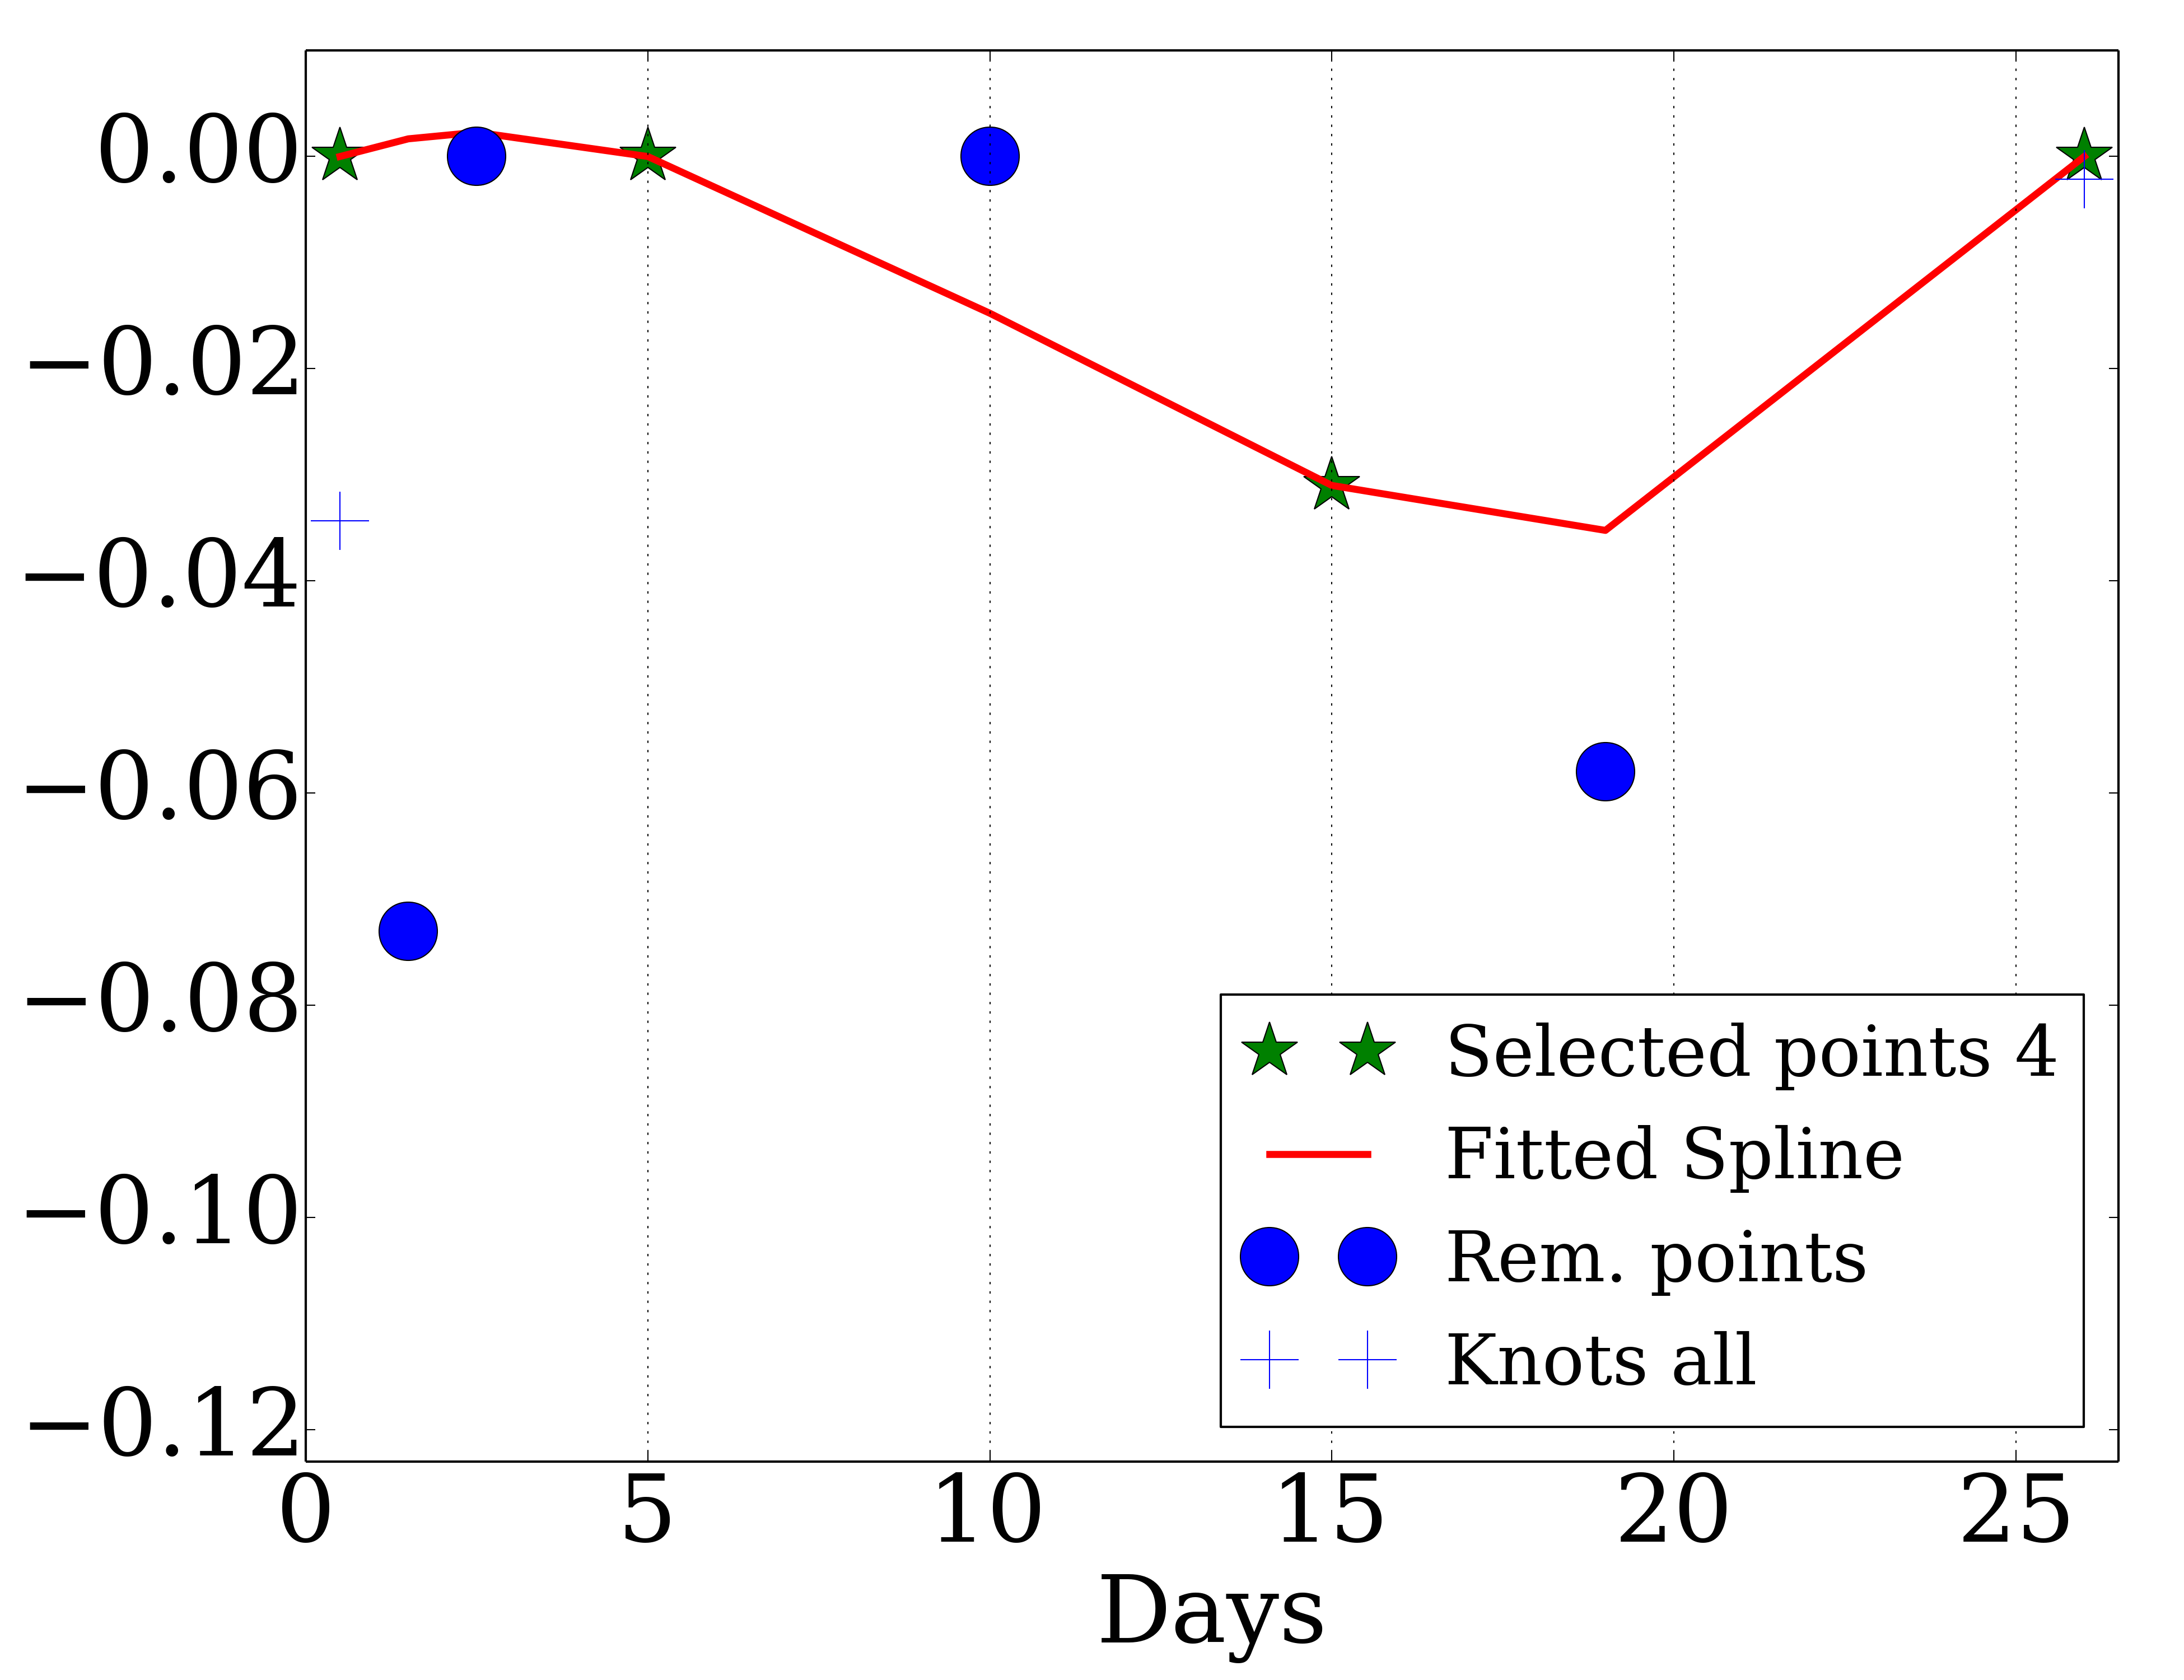 0.00
−0.02
−0.04
−0.06
−0.08
−0.10
−0.12
0 5 10 15 20 25
Days
Selected points 4
Fitted Spline
Rem. points
Knots all